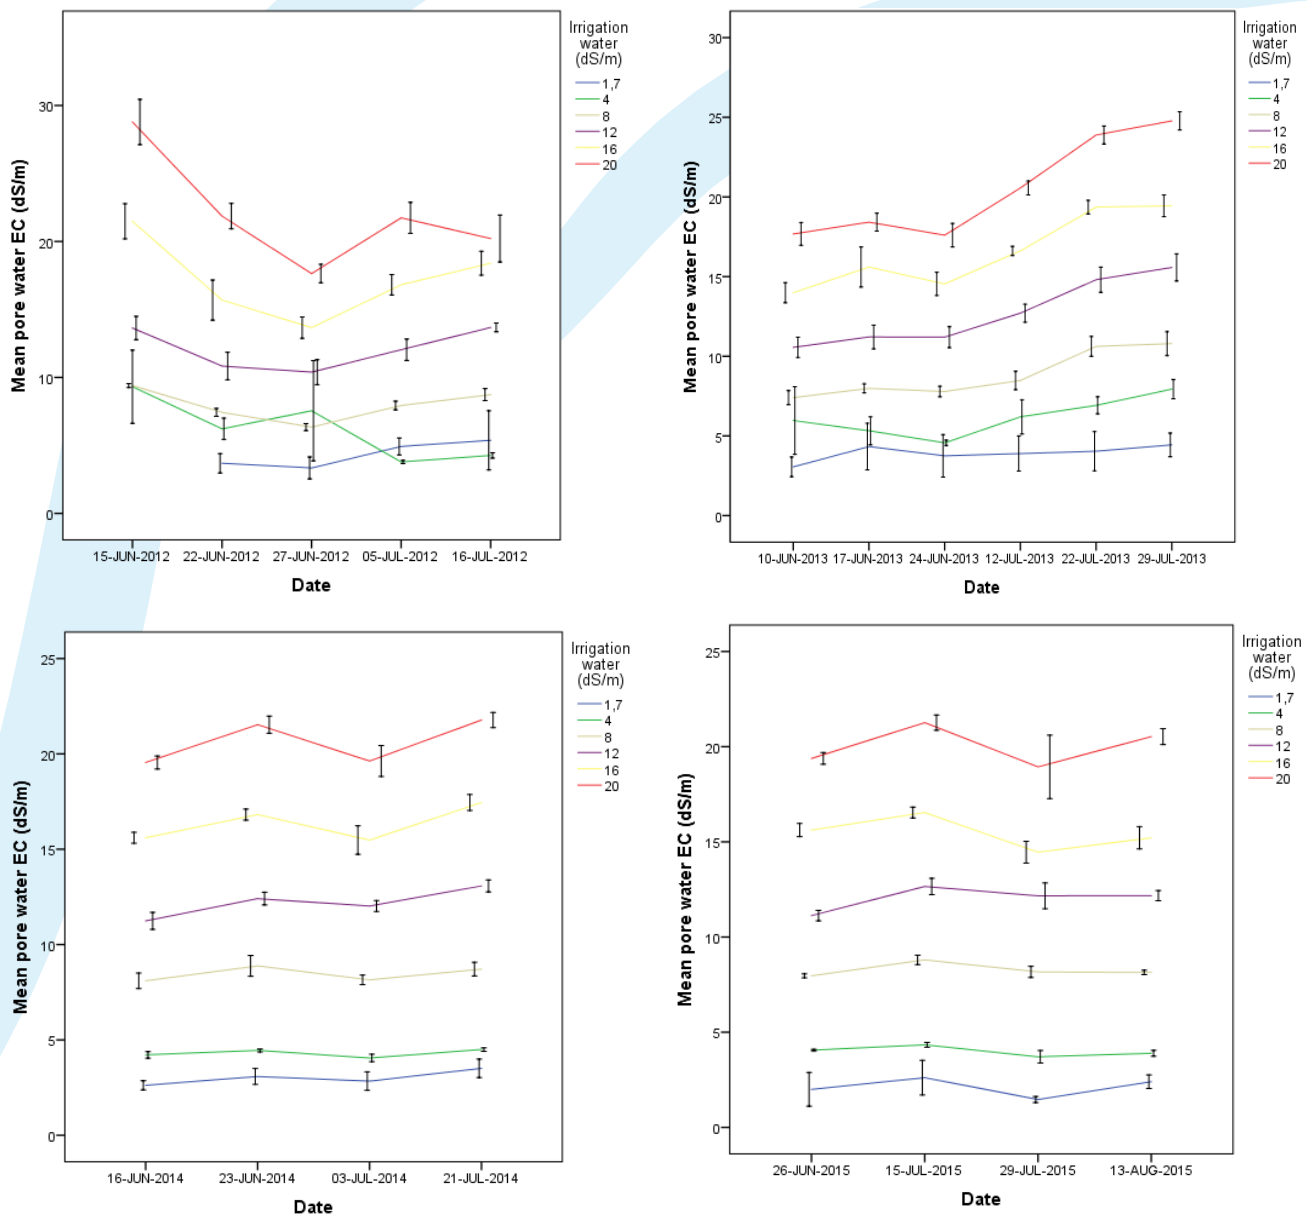 Irrigation
water
(dS/m)
1,7
4
8
12
16
20
Mean pore water EC (dS/m)
30
20
10
0
15-JUN-2012 22-JUN-2012 27-JUN-2012 05-JUL-2012 16-JUL-2012
Date
Irrigation
water
(dS/m)
1,7
4
8
12
16
20
Mean pore water EC (dS/m)
30
25
20
15
10
5
0
10-JUN-2013 17-JUN-2013 24-JUN-2013 12-JUL-2013 22-JUL-2013 29-JUL-2013
Date
Irrigation
water
(dS/m)
1,7
4
8
12
16
20
Mean pore water EC (dS/m)
25
20
15
10
5
0
16-JUN-2014 23-JUN-2014 03-JUL-2014 21-JUL-2014
Date
Irrigation
water
(dS/m)
1,7
4
8
12
16
20
Mean pore water EC (dS/m)
25
20
15
10
5
0
26-JUN-2015 15-JUL-2015 29-JUL-2015 13-AUG-2015
Date